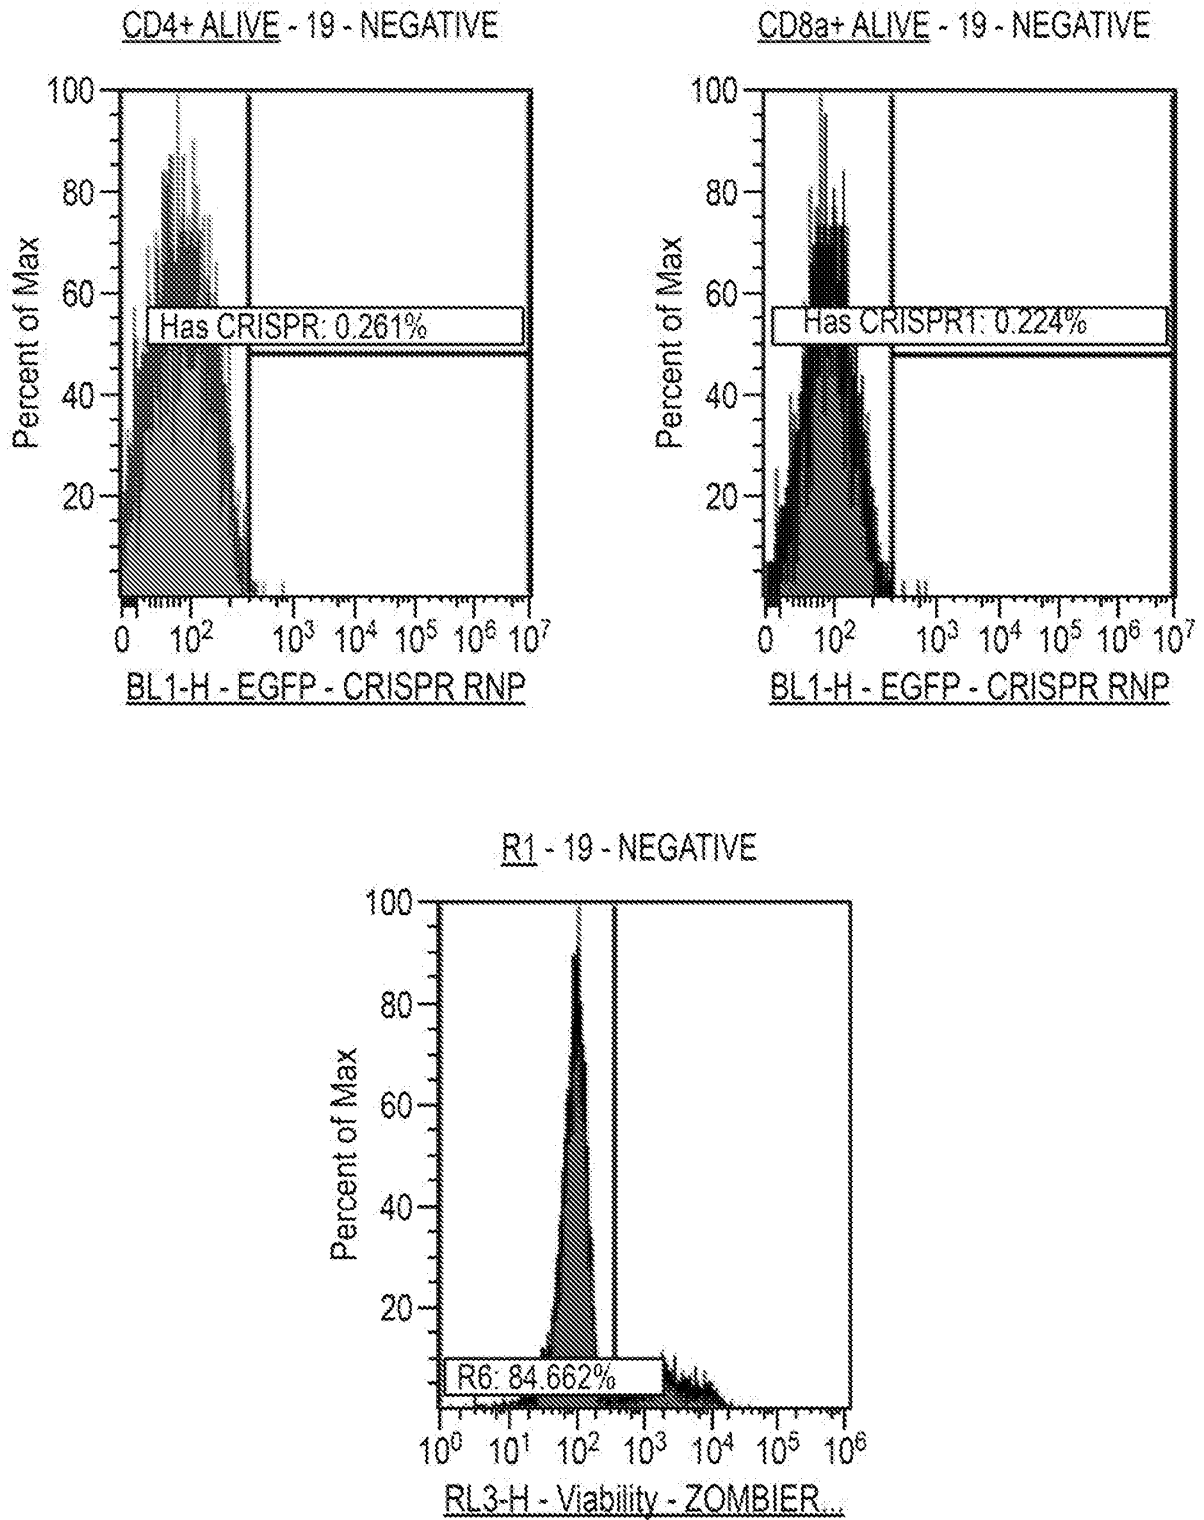 CD4+ ALIVE - 19 - NEGATIVE
100
80
60
40
20
Percent of Max
Has CRISPR: 0.261%
0 10² 10³ 10⁴ 10⁵ 10⁶ 10⁷
BL1-H - EGFP - CRISPR RNP
CD8a+ ALIVE - 19 - NEGATIVE
100
80
60
40
20
Percent of Max
Has CRISPR1: 0.224%
0 10² 10³ 10⁴ 10⁵ 10⁶ 10⁷
BL1-H - EGFP - CRISPR RNP
R1 - 19 - NEGATIVE
100
80
60
40
20
Percent of Max
R6: 84.662%
10⁰ 10¹ 10² 10³ 10⁴ 10⁵ 10⁶
RL3-H - Viability - ZOMBIER...